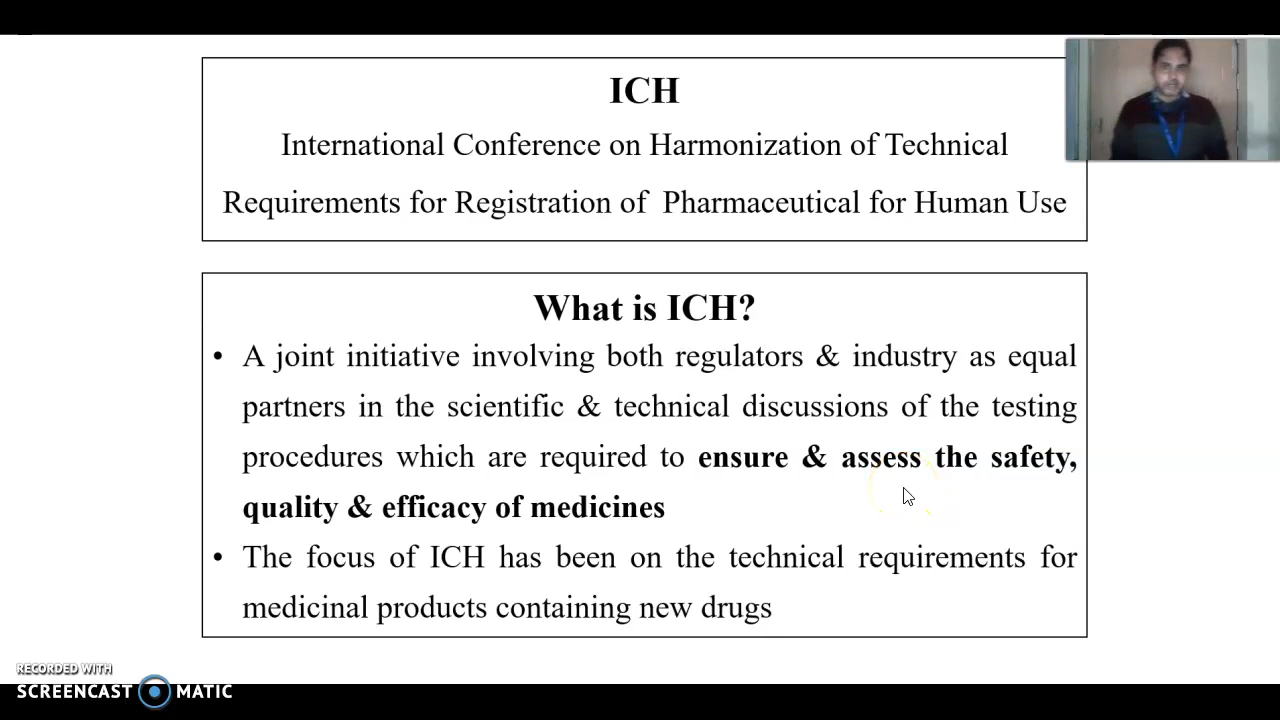 ICH
International Conference on Harmonization of Technical
Requirements for Registration of Pharmaceutical for Human Use
What is ICH?
• A joint initiative involving both regulators & industry as equal
partners in the scientific & technical discussions of the testing
procedures which are required to ensure & assess the safety,
quality & efficacy of medicines
• The focus of ICH has been on the technical requirements for
medicinal products containing new drugs
RECORDED WITH
SCREENCAST MATIC